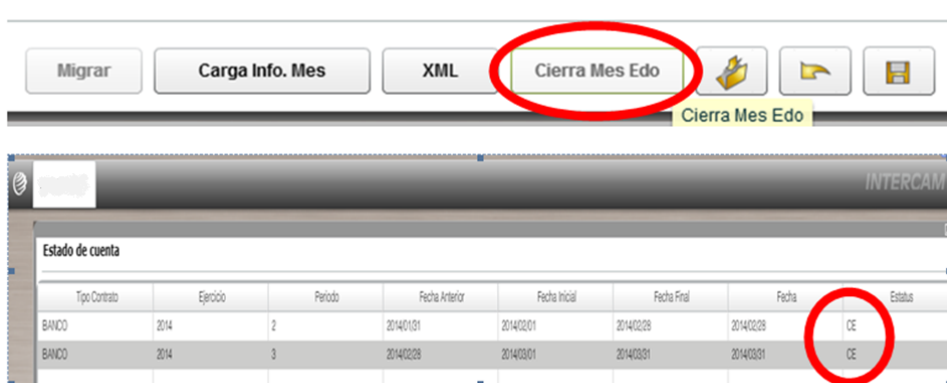 Migrar Carga Info. Mes XML Cierra Mes Edo
Cierra Mes Edo
INTERCAM
Estado de cuenta
Tipo Contrato Ejercicio Periodo Fecha Anterior Fecha Inicial Fecha Final Fecha Estatus
BANCO 2014 2 2014/01/31 2014/02/01 2014/02/28 2014/02/28 CE
BANCO 2014 3 2014/02/28 2014/03/01 2014/03/31 2014/03/31 CE